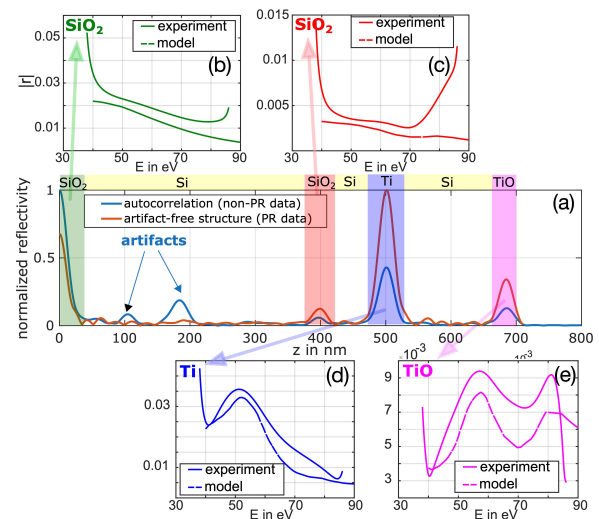 0.05
0.03
0.01
|r|
SiO2
experiment
model
(b)
30 50 70 90
E in eV
0.015
0.01
0.005
SiO2
experiment
model
(c)
30 50 70 90
E in eV
SiO2 Si SiO2 Si Ti Si TiO
1
0.5
0
normalized reflectivity
autocorrelation (non-PR data)
artifact-free structure (PR data)
(a)
artifacts
0 100 200 300 400 500 600 700 800
z in nm
0.03
0.01
Ti
(d)
experiment
model
30 50 70 90
E in eV
×10-3
10-3
9
7
5
3
TiO
(e)
experiment
model
30 50 70 90
E in eV